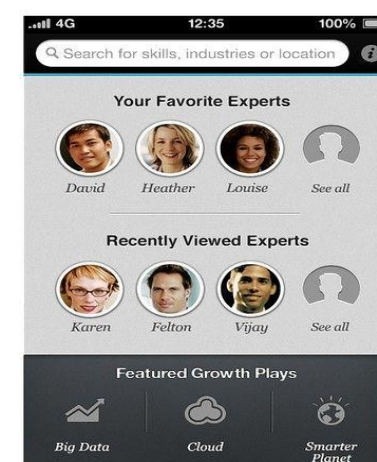 4G 12:35 100%
Search for skills, industries or location
Your Favorite Experts
David Heather Louise See all
Recently Viewed Experts
Karen Felton Vijay See all
Featured Growth Plays
Big Data Cloud Smarter
Planet